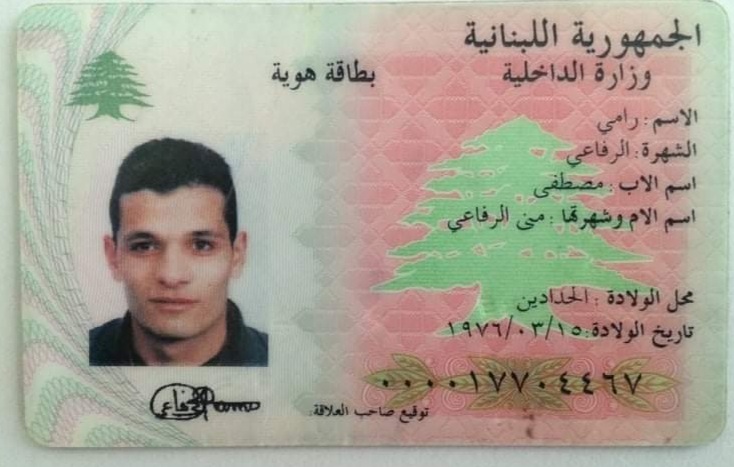 الجمهورية اللبنانية
وزارة الداخلية
بطاقة هوية
الاسم : رامي
الشهرة : الرفاعي
اسم الاب : مصطفى
اسم الام وشهرتها : منى الرفاعي
محل الولادة : الحدادين
تاريخ الولادة: ١٩٧٦/٠٣/١٥
٠٠٠٠١٧٧٠٤٤٦٧
توقيع صاحب العلاقة: